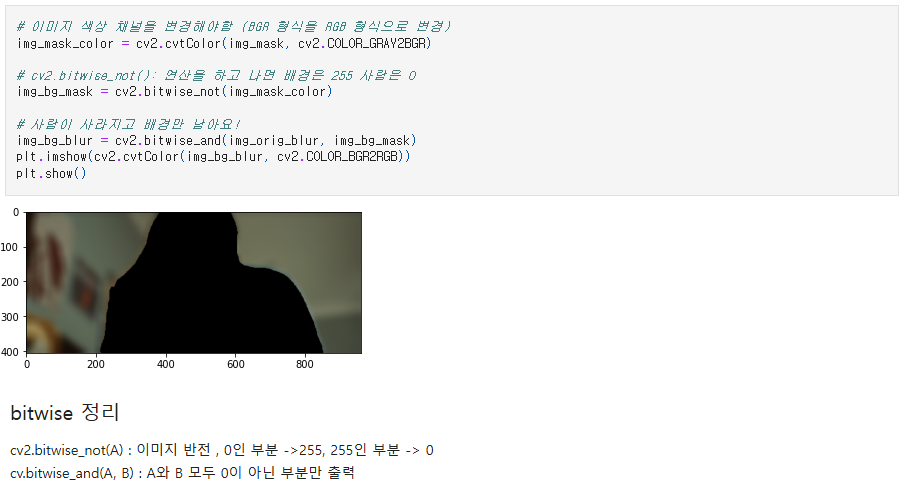 # 이미지 색상 채널을 변경해야함 (BGR 형식을 RGB 형식으로 변경)
img_mask_color = cv2.cvtColor(img_mask, cv2.COLOR_GRAY2BGR)
# cv2.bitwise_not(): 연산을 하고 나면 배경은 255 사람은 0
img_bg_mask = cv2.bitwise_not(img_mask_color)
# 사람이 사라지고 배경만 남아요!
img_bg_blur = cv2.bitwise_and(img_orig_blur, img_bg_mask)
plt.imshow(cv2.cvtColor(img_bg_blur, cv2.COLOR_BGR2RGB))
plt.show()
0
100
200
300
400
0 200 400 600 800
bitwise 정리
cv2.bitwise_not(A) : 이미지 반전 , 0인 부분 ->255, 255인 부분 -> 0
cv.bitwise_and(A, B) : A와 B 모두 0이 아닌 부분만 출력